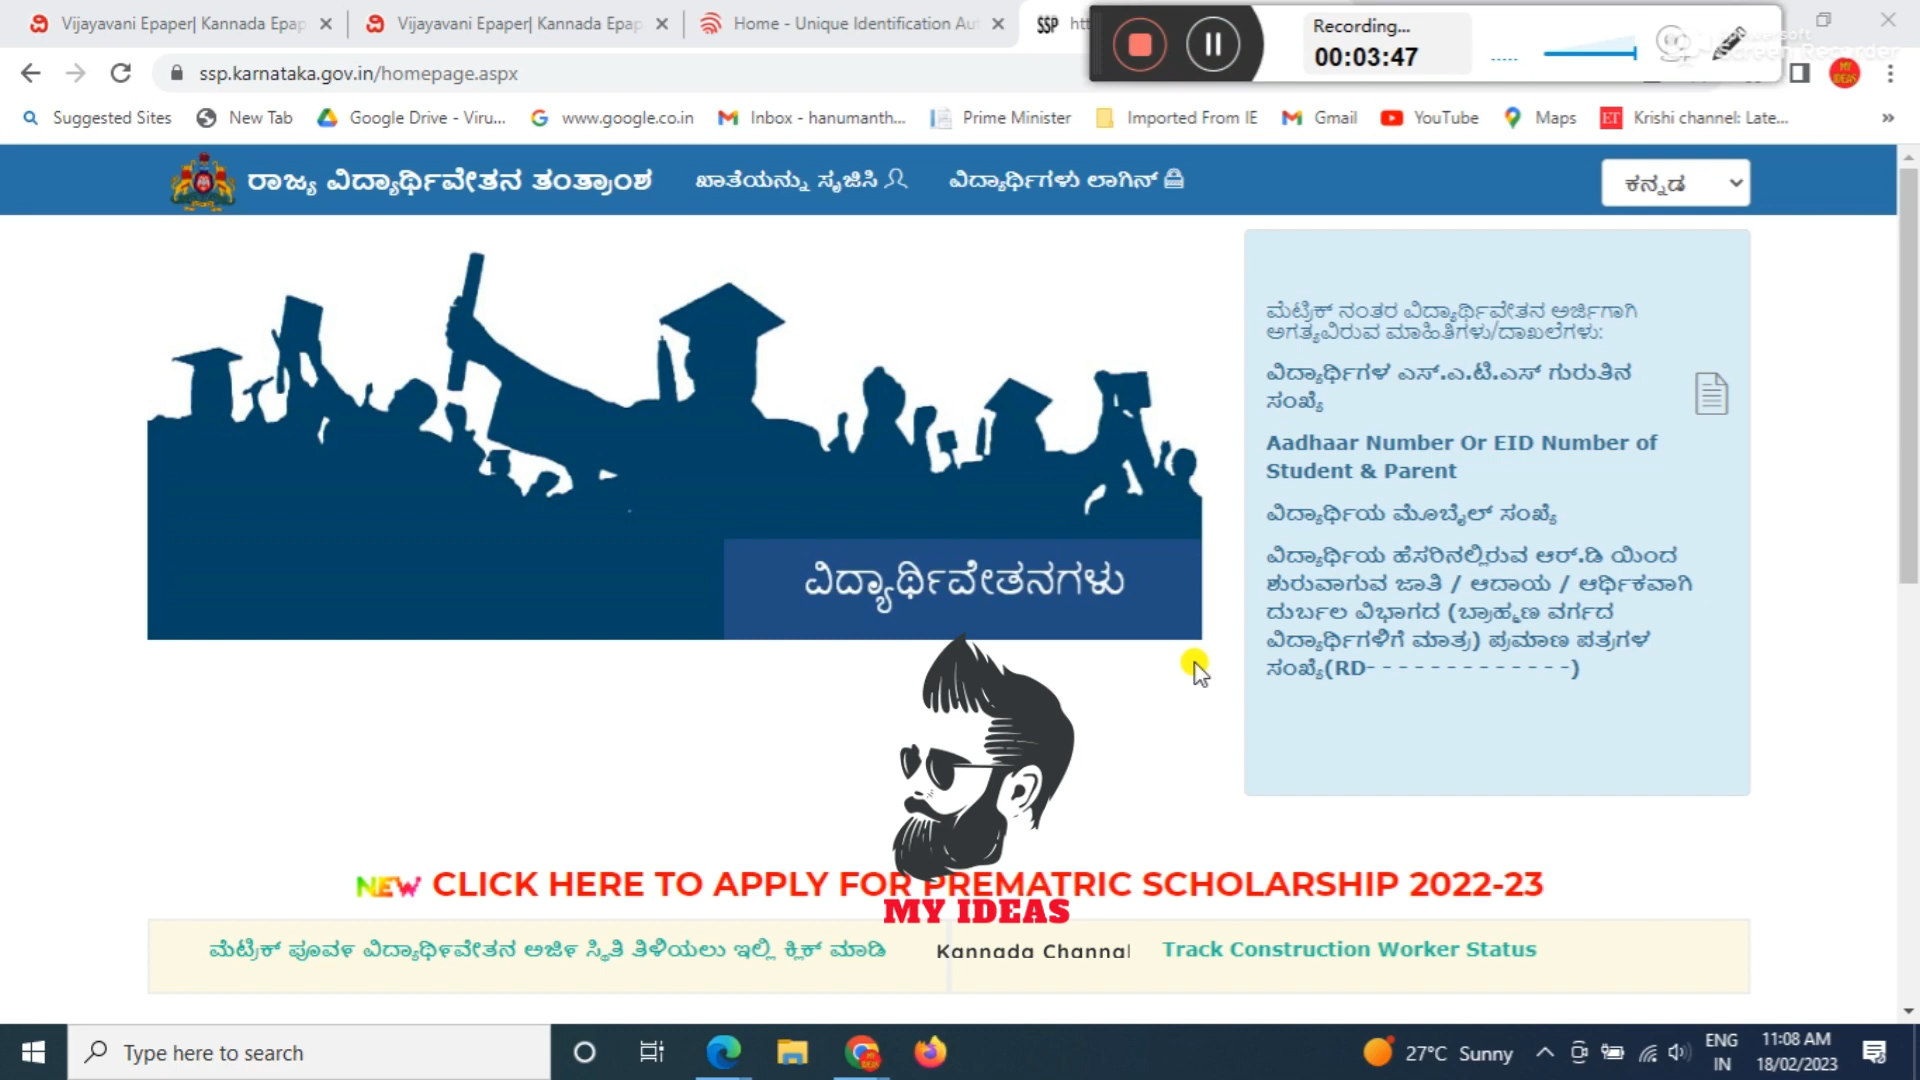 Vijayavani Epaper| Kannada Epap
Vijayavani Epaper| Kannada Epap
Home - Unique Identification Aut
SSP
Recording...
00:03:47
Screen Recorder
ssp.karnataka.gov.in/homepage.aspx
Suggested Sites
New Tab
Google Drive - Viru...
www.google.co.in
Inbox - hanumanth...
Prime Minister
Imported From IE
Gmail
YouTube
Maps
ET Krishi channel: Late...
»
ರಾಜ್ಯ ವಿದ್ಯಾರ್ಥಿವೇತನ ತಂತ್ರಾಂಶ
ಖಾತೆಯನ್ನು ಸೃಜಿಸಿ
ವಿದ್ಯಾರ್ಥಿಗಳು ಲಾಗಿನ್
ಕನ್ನಡ
ವಿದ್ಯಾರ್ಥಿವೇತನಗಳು
ಮೆಟ್ರಿಕ್ ನಂತರ ವಿದ್ಯಾರ್ಥಿವೇತನ ಅರ್ಜಿಗಾಗಿ
ಅಗತ್ಯವಿರುವ ಮಾಹಿತಿಗಳು/ದಾಖಲೆಗಳು:
ವಿದ್ಯಾರ್ಥಿಗಳ ಎಸ್.ಎ.ಟಿ.ಎಸ್ ಗುರುತಿನ
ಸಂಖ್ಯೆ
Aadhaar Number Or EID Number of
Student & Parent
ವಿದ್ಯಾರ್ಥಿಯ ಮೊಬೈಲ್ ಸಂಖ್ಯೆ
ವಿದ್ಯಾರ್ಥಿಯ ಹೆಸರಿನಲ್ಲಿರುವ ಆರ್.ಡಿ ಯಿಂದ
ಶುರುವಾಗುವ ಜಾತಿ / ಆದಾಯ / ಆರ್ಥಿಕವಾಗಿ
ದುರ್ಬಲ ವಿಭಾಗದ (ಬ್ರಾಹ್ಮಣ ವರ್ಗದ
ವಿದ್ಯಾರ್ಥಿಗಳಿಗೆ ಮಾತ್ರ) ಪ್ರಮಾಣ ಪತ್ರಗಳ
ಸಂಖ್ಯೆ(RD- - - - - - - - - - - - -)
NEW CLICK HERE TO APPLY FOR PREMATRIC SCHOLARSHIP 2022-23
MY IDEAS
ಮೆಟ್ರಿಕ್ ಪೂರ್ವ ವಿದ್ಯಾರ್ಥಿವೇತನ ಅರ್ಜಿ ಸ್ಥಿತಿ ತಿಳಿಯಲು ಇಲ್ಲಿ ಕ್ಲಿಕ್ ಮಾಡಿ
Kannada Channal
Track Construction Worker Status
Type here to search
27°C Sunny
ENG
IN
11:08 AM
18/02/2023